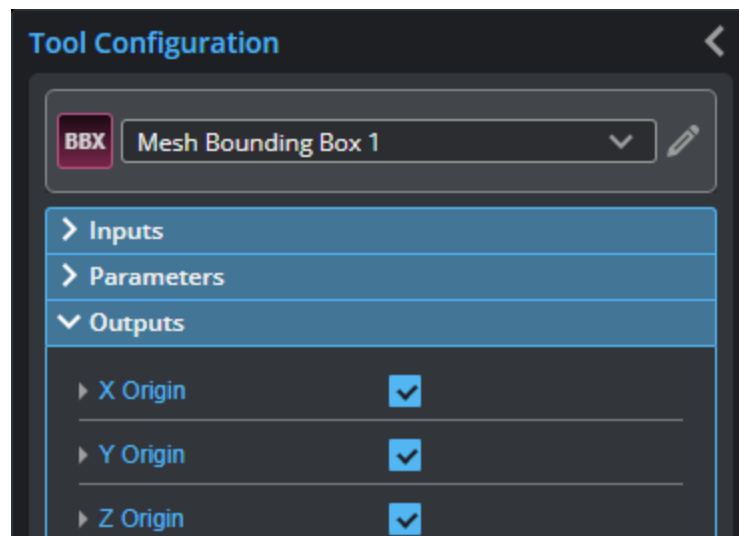 Tool Configuration
BBX Mesh Bounding Box 1
Inputs
Parameters
Outputs
X Origin
Y Origin
Z Origin